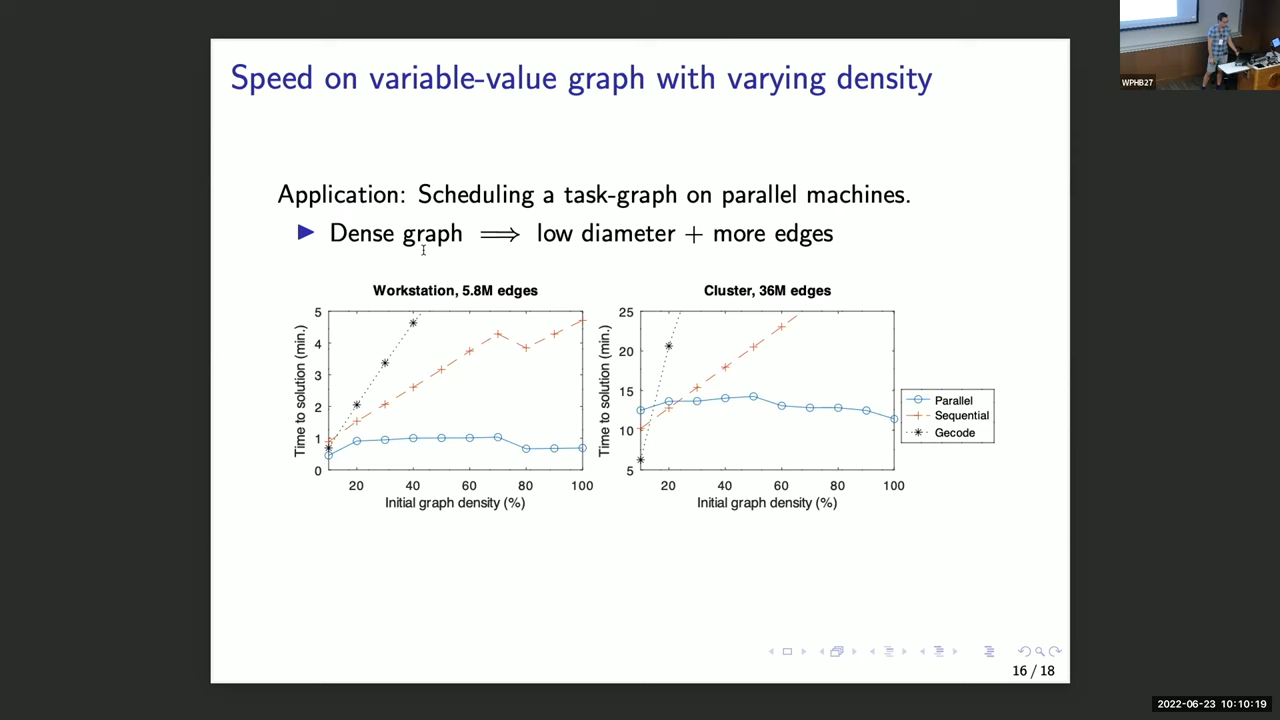 Speed on variable-value graph with varying density
WPHB27
Application: Scheduling a task-graph on parallel machines.
▶ Dense graph ⟹ low diameter + more edges
Workstation, 5.8M edges
Time to solution (min.)
5
4
3
2
1
0
20 40 60 80 100
Initial graph density (%)
Cluster, 36M edges
Time to solution (min.)
25
20
15
10
5
20 40 60 80 100
Initial graph density (%)
Parallel
Sequential
Gecode
16 / 18
2022-06-23 10:10:19